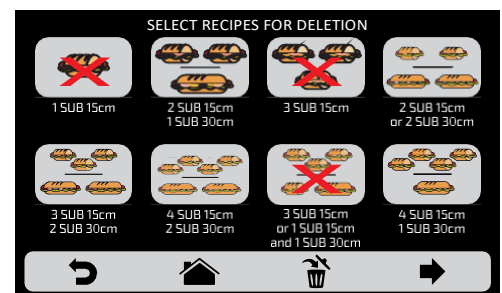 SELECT RECIPES FOR DELETION
1 SUB 15cm
2 SUB 15cm
1 SUB 30cm
3 SUB 15cm
2 SUB 15cm
or 2 SUB 30cm
3 SUB 15cm
2 SUB 30cm
4 SUB 15cm
2 SUB 30cm
3 SUB 15cm
or 1 SUB 15cm
and 1 SUB 30cm
4 SUB 15cm
1 SUB 30cm